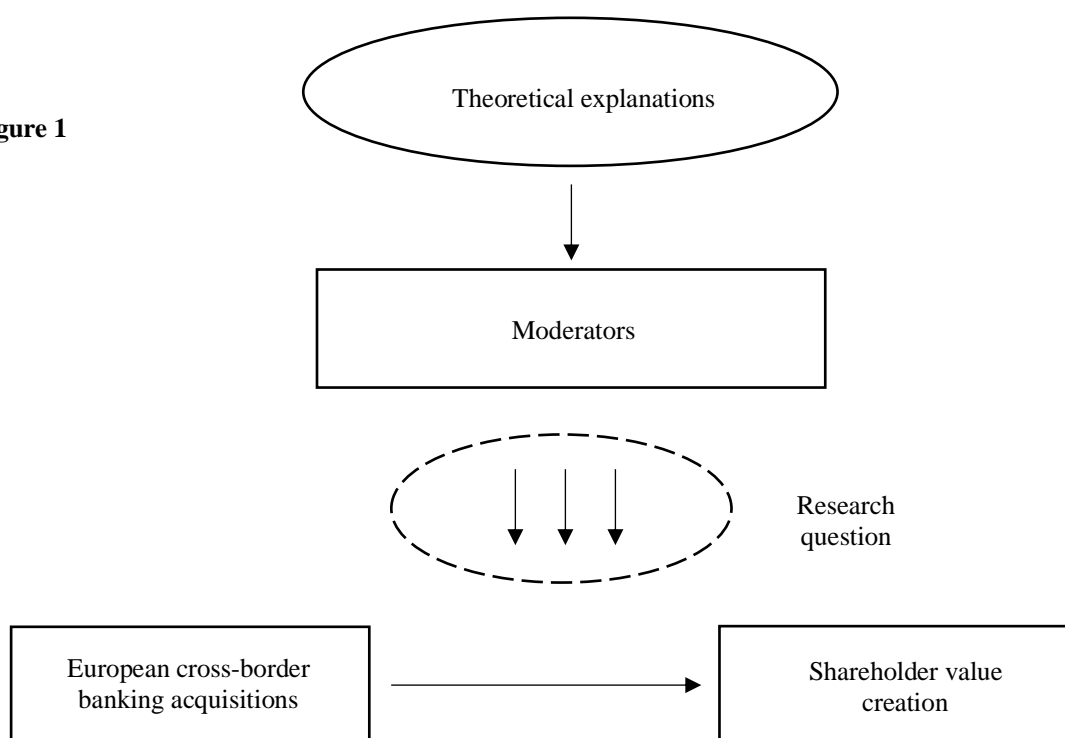 Theoretical explanations
gure 1
Moderators
Research
question
European cross-border
banking acquisitions
Shareholder value
creation